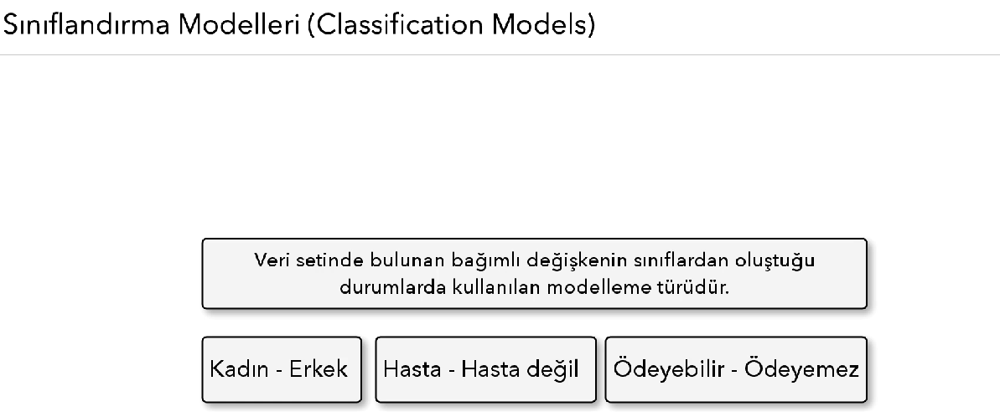 Sınıflandırma Modelleri (Classification Models)
Veri setinde bulunan bağımlı değişkenin sınıflardan oluştuğu
durumlarda kullanılan modelleme türüdür.
Kadın - Erkek
Hasta - Hasta değil
Ödeyebilir - Ödeyemez